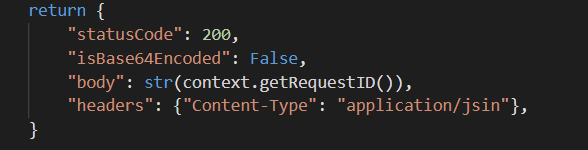 return {
"statusCode": 200,
"isBase64Encoded": False,
"body": str(context.getRequestID()),
"headers": {"Content-Type": "application/jsin"},
}